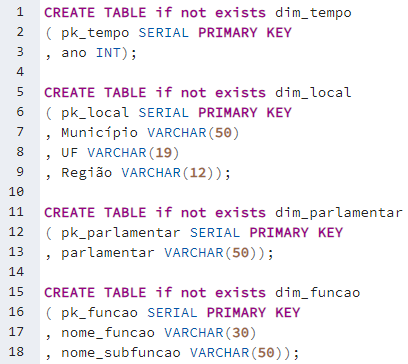 1 CREATE TABLE if not exists dim_tempo
2 ( pk_tempo SERIAL PRIMARY KEY
3 , ano INT);
4
5 CREATE TABLE if not exists dim_local
6 ( pk_local SERIAL PRIMARY KEY
7 , Município VARCHAR(50)
8 , UF VARCHAR(19)
9 , Região VARCHAR(12));
10
11 CREATE TABLE if not exists dim_parlamentar
12 ( pk_parlamentar SERIAL PRIMARY KEY
13 , parlamentar VARCHAR(50));
14
15 CREATE TABLE if not exists dim_funcao
16 ( pk_funcao SERIAL PRIMARY KEY
17 , nome_funcao VARCHAR(30)
18 , nome_subfuncao VARCHAR(50));